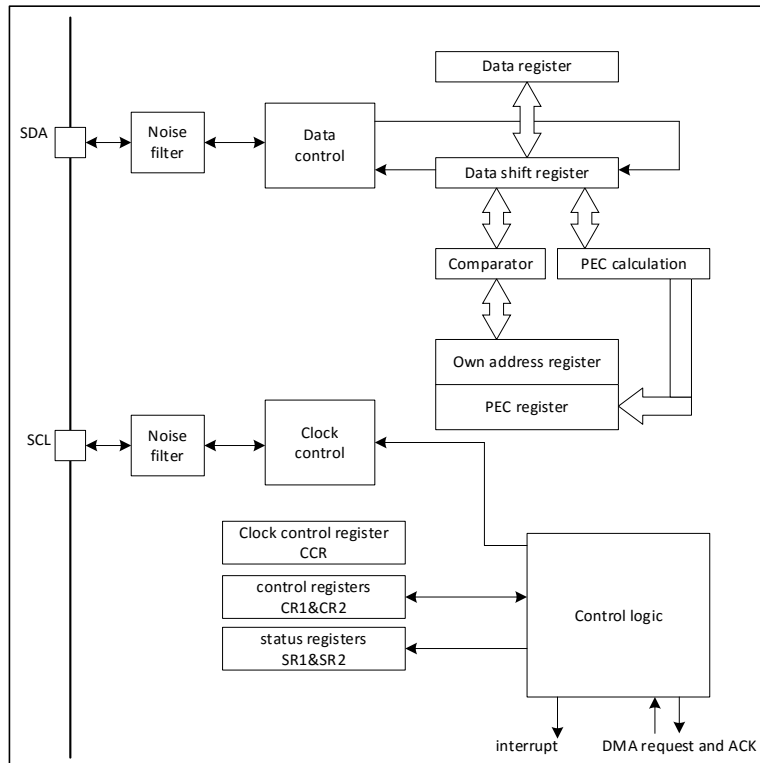 Data register
SDA
Noise
filter
Data
control
Data shift register
Comparator
PEC calculation
Own address register
PEC register
SCL
Noise
filter
Clock
control
Clock control register
CCR
control registers
CR1&CR2
Control logic
status registers
SR1&SR2
interrupt
DMA request and ACK